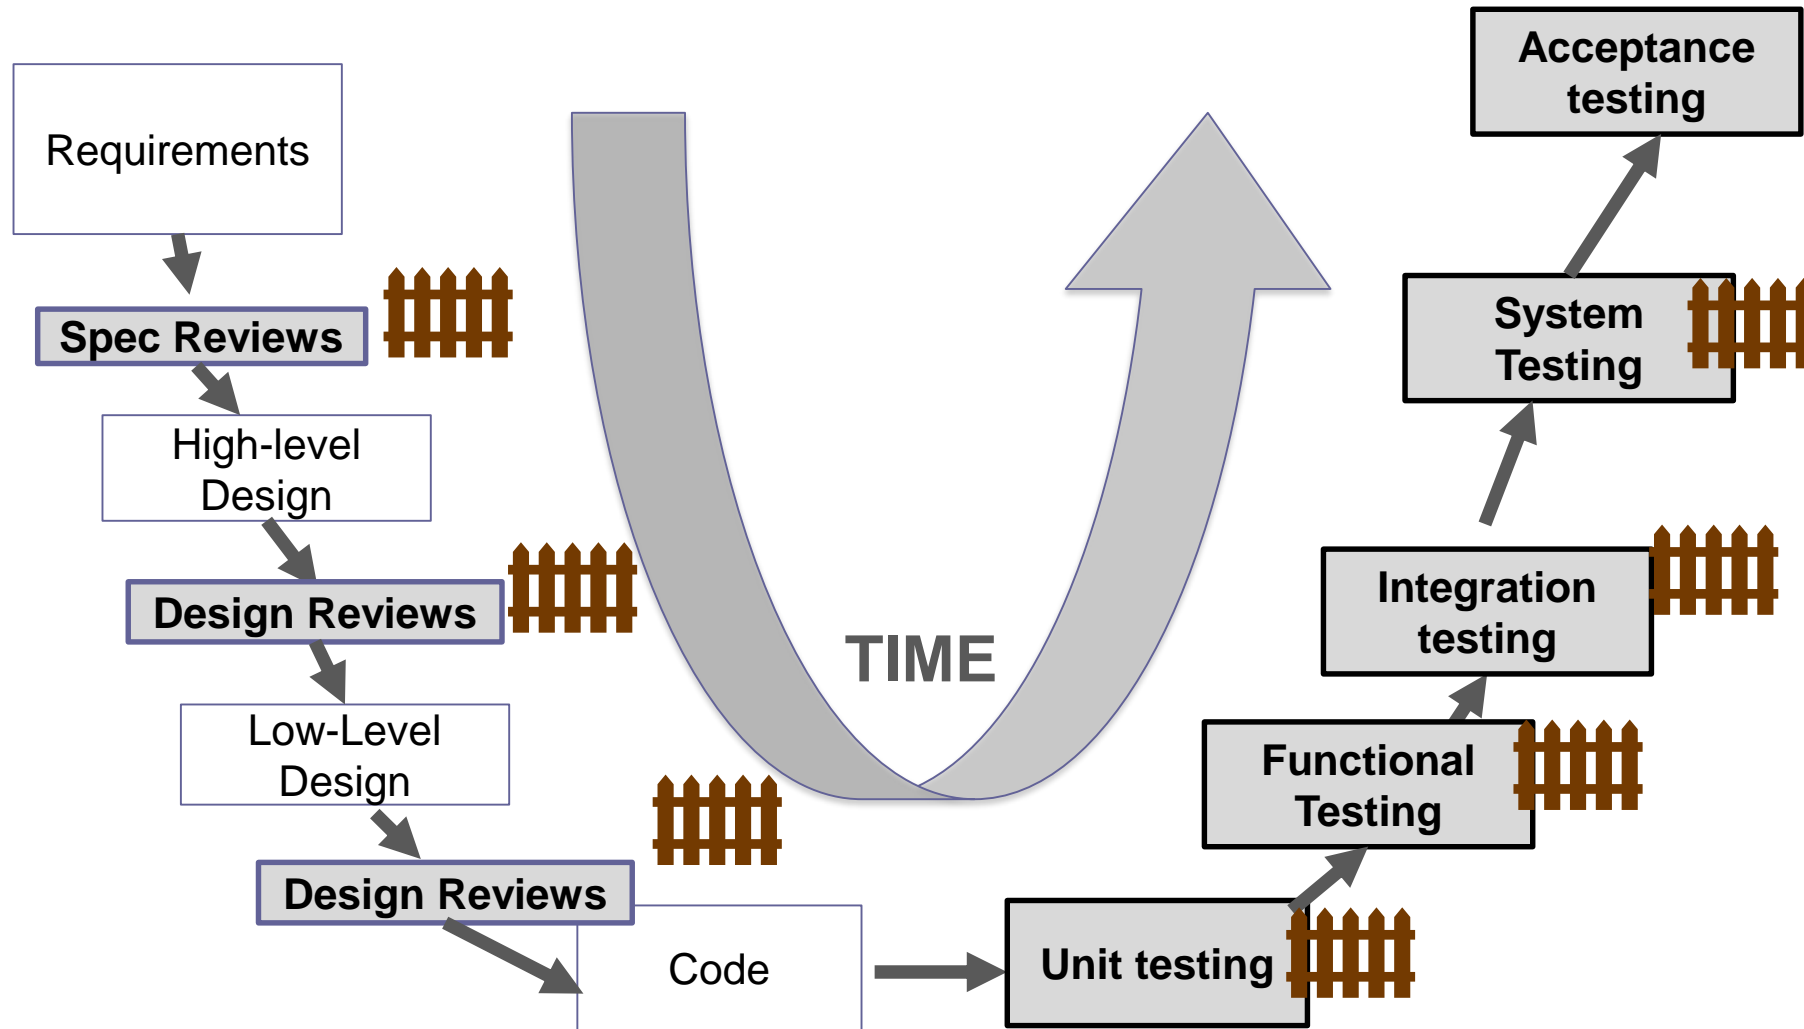 Requirements
Spec Reviews
High-level
Design
Design Reviews
Low-Level
Design
Design Reviews
Code
TIME
Unit testing
Functional
Testing
Integration
testing
System
Testing
Acceptance
testing